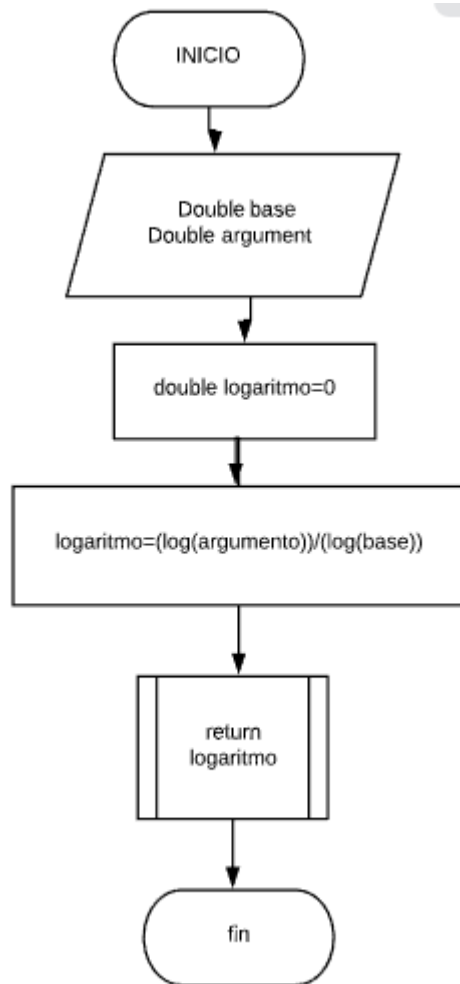 INICIO
Double base
Double argument
double logaritmo=0
logaritmo=(log(argumento))/(log(base))
return
logaritmo
fin